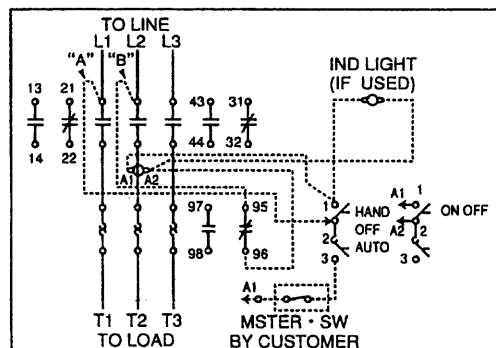 TO LINE
L1 L2 L3
"A" "B"
IND LIGHT
(IF USED)
13 21 43 31
14 22 44 32
A1 A2
1 HAND
OFF
2 AUTO
3
A1 1
ON OFF
A2 2
3
97 95
98 96
A1
T1 T2 T3
TO LOAD
MSTER · SW
BY CUSTOMER